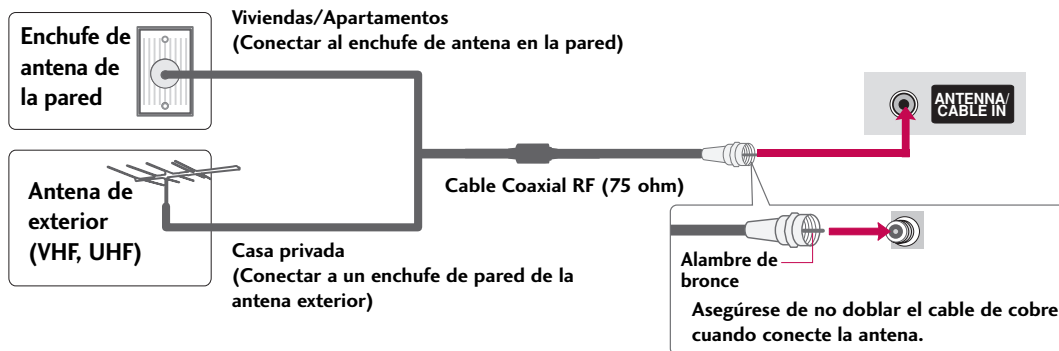 Enchufe de
antena de
la pared
Viviendas/Apartamentos
(Conectar al enchufe de antena en la pared)
ANTENNA/
CABLE IN
Antena de
exterior
(VHF, UHF)
Cable Coaxial RF (75 ohm)
Casa privada
(Conectar a un enchufe de pared de la
antena exterior)
Alambre de
bronce
Asegúrese de no doblar el cable de cobre
cuando conecte la antena.